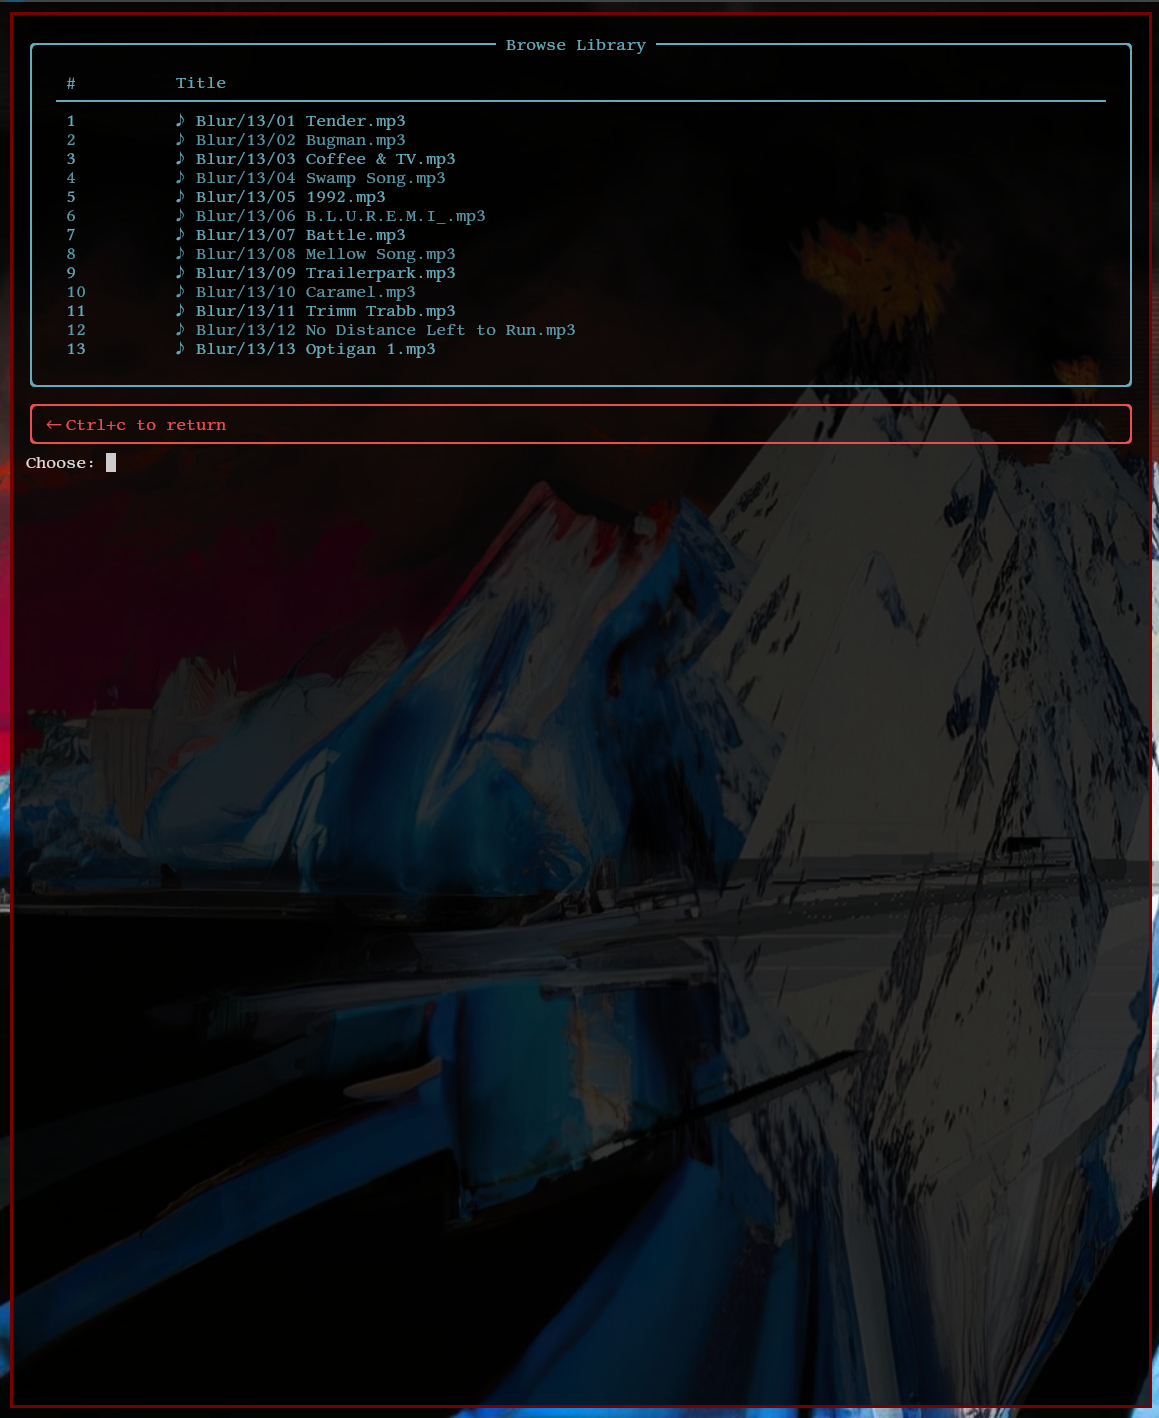 Browse Library
# Title
1 ♪ Blur/13/01 Tender.mp3
2 ♪ Blur/13/02 Bugman.mp3
3 ♪ Blur/13/03 Coffee & TV.mp3
4 ♪ Blur/13/04 Swamp Song.mp3
5 ♪ Blur/13/05 1992.mp3
6 ♪ Blur/13/06 B.L.U.R.E.M.I_.mp3
7 ♪ Blur/13/07 Battle.mp3
8 ♪ Blur/13/08 Mellow Song.mp3
9 ♪ Blur/13/09 Trailerpark.mp3
10 ♪ Blur/13/10 Caramel.mp3
11 ♪ Blur/13/11 Trimm Trabb.mp3
12 ♪ Blur/13/12 No Distance Left to Run.mp3
13 ♪ Blur/13/13 Optigan 1.mp3
←Ctrl+c to return
Choose: